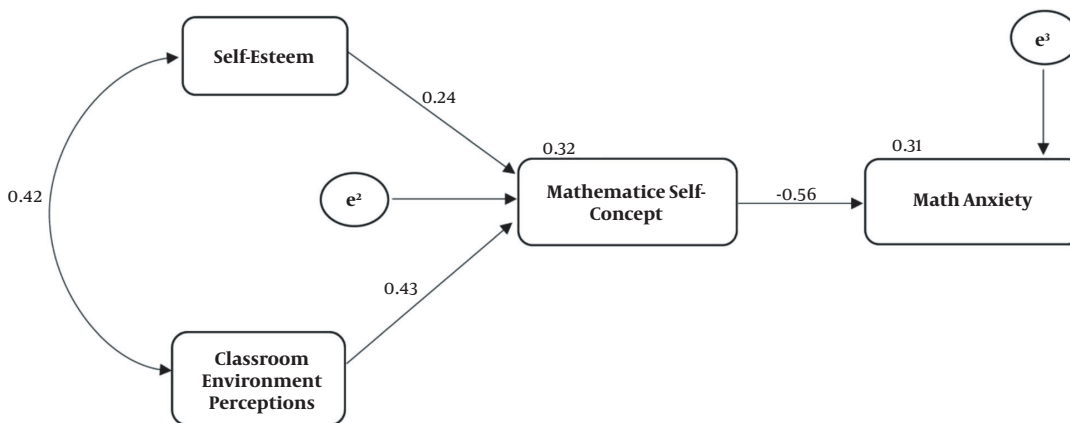 Self-Esteem
e³
0.24
0.32
0.31
0.42
e²
Mathematice Self-
Concept
-0.56
Math Anxiety
0.43
Classroom
Environment
Perceptions